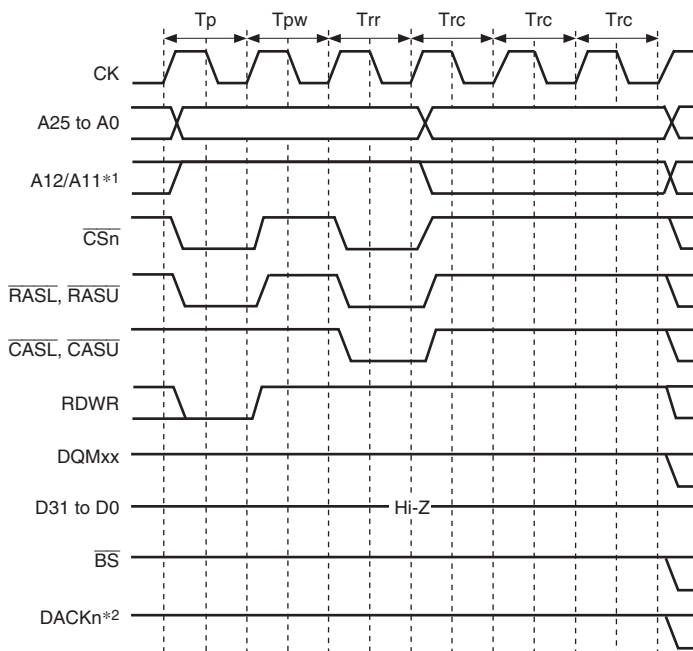 Tp Tpw Trr Trc Trc Trc
CK
A25 to A0
A12/A11*1
CSn
RASL, RASU
CASL, CASU
RDWR
DQMxx
D31 to D0 Hi-Z
BS
DACKn*2